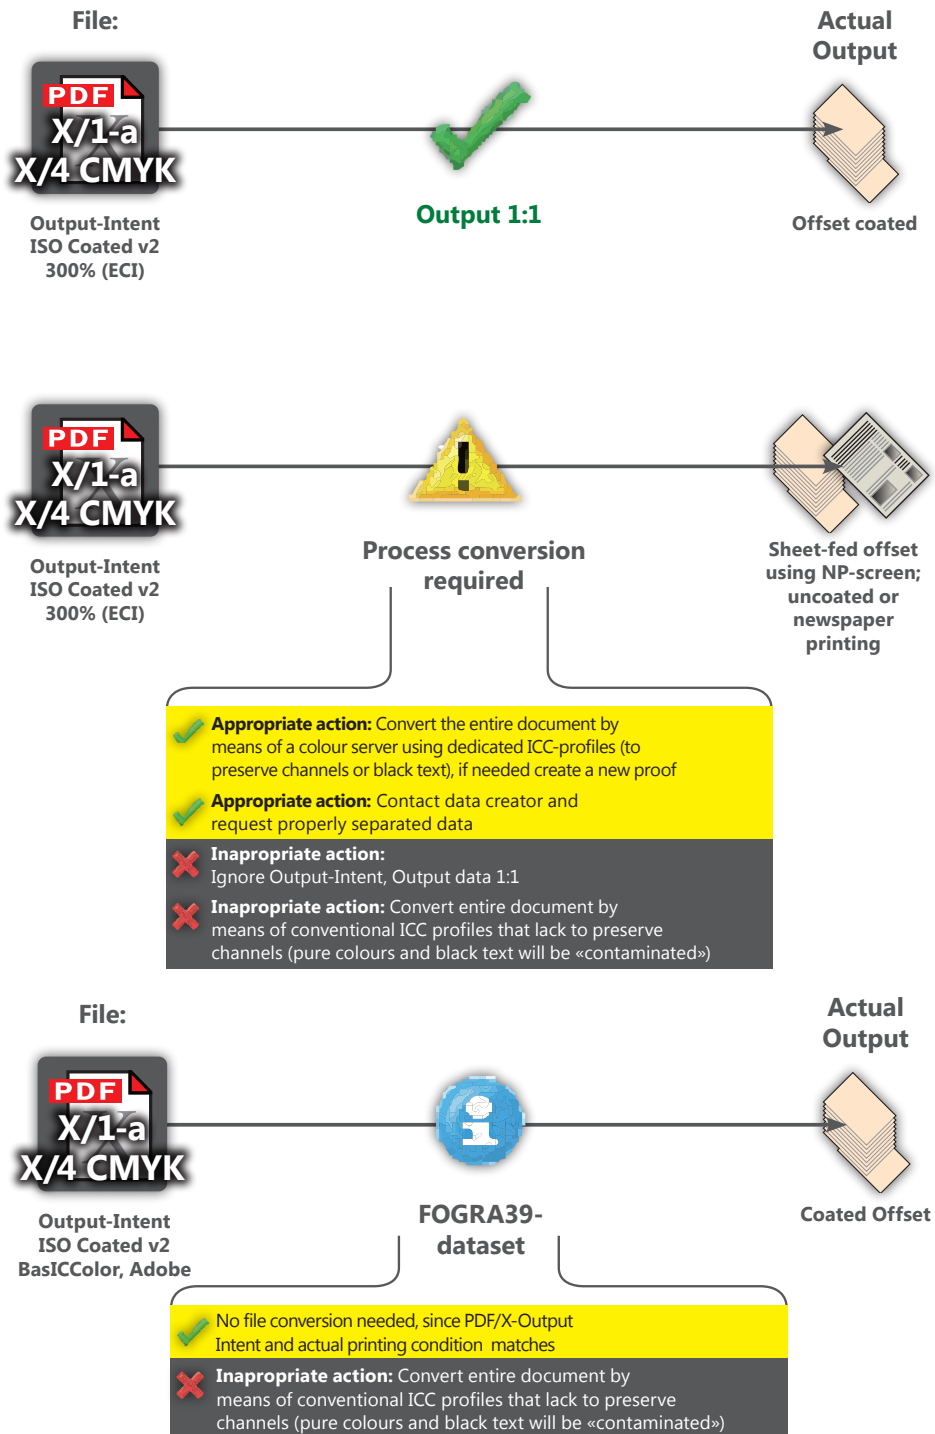 File:
Actual
Output
PDF
X/1-a
X/4 CMYK
Output-Intent
ISO Coated v2
300% (ECI)
Output 1:1
Offset coated
PDF
X/1-a
X/4 CMYK
Output-Intent
ISO Coated v2
300% (ECI)
Process conversion
required
Sheet-fed offset
using NP-screen;
uncoated or
newspaper
printing
Appropriate action: Convert the entire document by
means of a colour server using dedicated ICC-profiles (to
preserve channels or black text), if needed create a new proof
Appropriate action: Contact data creator and
request properly separated data
Inapropriate action:
Ignore Output-Intent, Output data 1:1
Inapropriate action: Convert entire document by
means of conventional ICC profiles that lack to preserve
channels (pure colours and black text will be «contaminated»)
File:
Actual
Output
PDF
X/1-a
X/4 CMYK
Output-Intent
ISO Coated v2
BasICColor, Adobe
FOGRA39-
dataset
Coated Offset
No file conversion needed, since PDF/X-Output
Intent and actual printing condition matches
Inapropriate action: Convert entire document by
means of conventional ICC profiles that lack to preserve
channels (pure colours and black text will be «contaminated»)